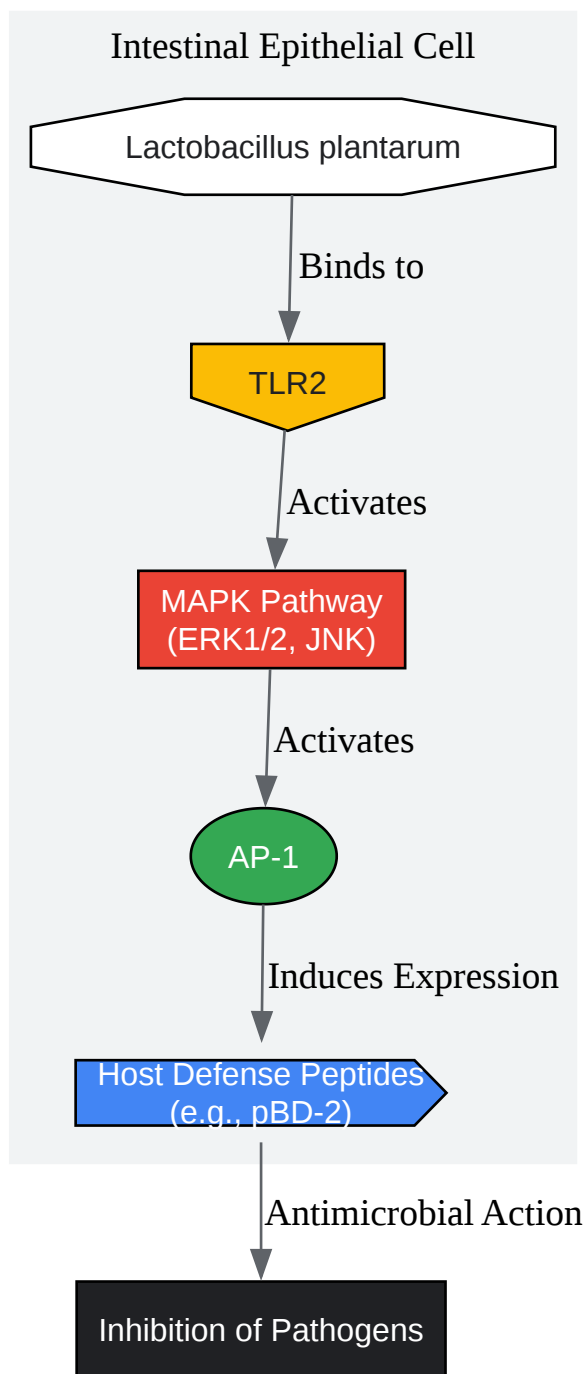 Intestinal Epithelial Cell
Lactobacillus plantarum
Binds to
TLR2
Activates
MAPK Pathway
(ERK1/2, JNK)
Activates
AP-1
Induces Expression
Host Defense Peptides
(e.g., pBD-2)
Antimicrobial Action
Inhibition of Pathogens